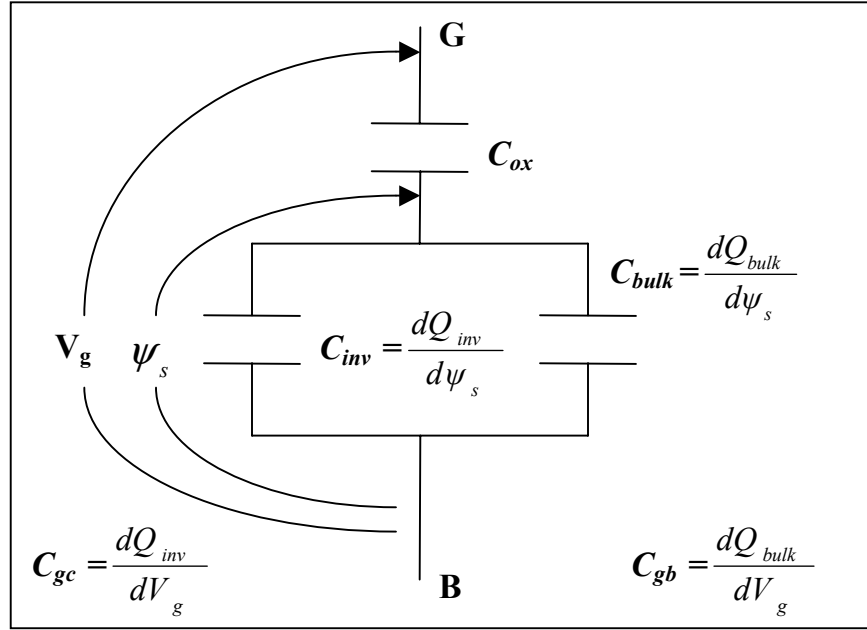 G
C_ox
C_bulk = dQ_bulk / dψ_s
V_g
ψ_s
C_inv = dQ_inv / dψ_s
C_gc = dQ_inv / dV_g
B
C_gb = dQ_bulk / dV_g